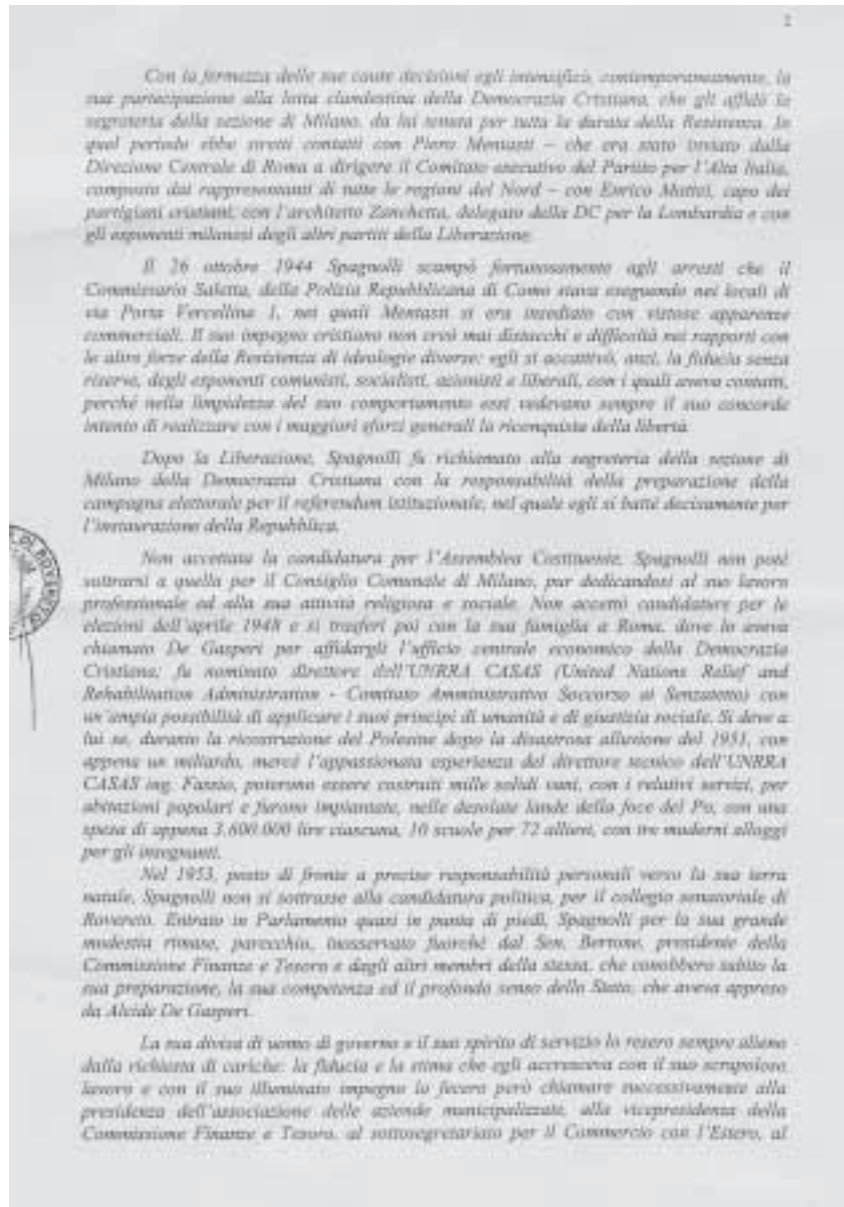 2
Con la fermezza delle sue caute decisioni egli intensificò, contemporaneamente, la
sua partecipazione alla lotta clandestina della Democrazia Cristiana, che gli affidò la
segreteria della sezione di Milano, da lui tenuta per tutta la durata della Resistenza. In
quel periodo ebbe stretti contatti con Piero Mentasti – che era stato inviato dalla
Direzione Centrale di Roma a dirigere il Comitato esecutivo del Partito per l'Alta Italia,
composto dai rappresentanti di tutte le regioni del Nord – con Enrico Mattei, capo dei
partigiani cristiani, con l'architetto Zanchetta, delegato della DC per la Lombardia e con
gli esponenti milanesi degli altri partiti della Liberazione.
Il 26 ottobre 1944 Spagnolli scampò fortunosamente agli arresti che il
Commissario Saletta, della Polizia Repubblicana di Como stava eseguendo nei locali di
via Porta Vercellina 1, nei quali Mentasti si era insediato con vistose apparenze
commerciali. Il suo impegno cristiano non creò mai distacchi e difficoltà nei rapporti con
le altre forze della Resistenza di ideologie diverse: egli si accattivò, anzi, la fiducia senza
riserve, degli esponenti comunisti, socialisti, azionisti e liberali, con i quali aveva contatti,
perché nella limpidezza del suo comportamento essi vedevano sempre il suo concorde
intento di realizzare con i maggiori sforzi generali la riconquista della libertà.
Dopo la Liberazione, Spagnolli fu richiamato alla segreteria della sezione di
Milano della Democrazia Cristiana con la responsabilità della preparazione della
campagna elettorale per il referendum istituzionale, nel quale egli si batté decisamente per
l'instaurazione della Repubblica.
DI ROVERETO
Non accettata la candidatura per l'Assemblea Costituente, Spagnolli non poté
sottrarsi a quella per il Consiglio Comunale di Milano, pur dedicandosi al suo lavoro
professionale ed alla sua attività religiosa e sociale. Non accettò candidature per le
elezioni dell'aprile 1948 e si trasferì poi con la sua famiglia a Roma, dove lo aveva
chiamato De Gasperi per affidargli l'ufficio centrale economico della Democrazia
Cristiana; fu nominato direttore dell'UNRRA CASAS (United Nations Relief and
Rehabilitation Administration - Comitato Amministrativo Soccorso ai Senzatetto) con
un'ampia possibilità di applicare i suoi principi di umanità e di giustizia sociale. Si deve a
lui se, durante la ricostruzione del Polesine dopo la disastrosa alluvione del 1951, con
appena un miliardo, mercé l'appassionata esperienza del direttore tecnico dell'UNRRA
CASAS ing. Fassio, poterono essere costruiti mille solidi vani, con i relativi servizi, per
abitazioni popolari e furono impiantate, nelle desolate lande della foce del Po, con una
spesa di appena 3.600.000 lire ciascuna, 10 scuole per 72 allievi, con tre moderni alloggi
per gli insegnanti.
Nel 1953, posto di fronte a precise responsabilità personali verso la sua terra
natale, Spagnolli non si sottrasse alla candidatura politica, per il collegio senatoriale di
Rovereto. Entrato in Parlamento quasi in punta di piedi, Spagnolli per la sua grande
modestia rimase, parecchio, inosservato fuorché dal Sen. Bertone, presidente della
Commissione Finanze e Tesoro e dagli altri membri della stessa, che conobbero subito la
sua preparazione, la sua competenza ed il profondo senso dello Stato, che aveva appreso
da Alcide De Gasperi.
La sua divisa di uomo di governo e il suo spirito di servizio lo resero sempre alieno
dalla richiesta di cariche: la fiducia e la stima che egli accresceva con il suo scrupoloso
lavoro e con il suo illuminato impegno lo fecero però chiamare successivamente alla
presidenza dell'associazione delle aziende municipalizzate, alla vicepresidenza della
Commissione Finanze e Tesoro, al sottosegretariato per il Commercio con l'Estero, al